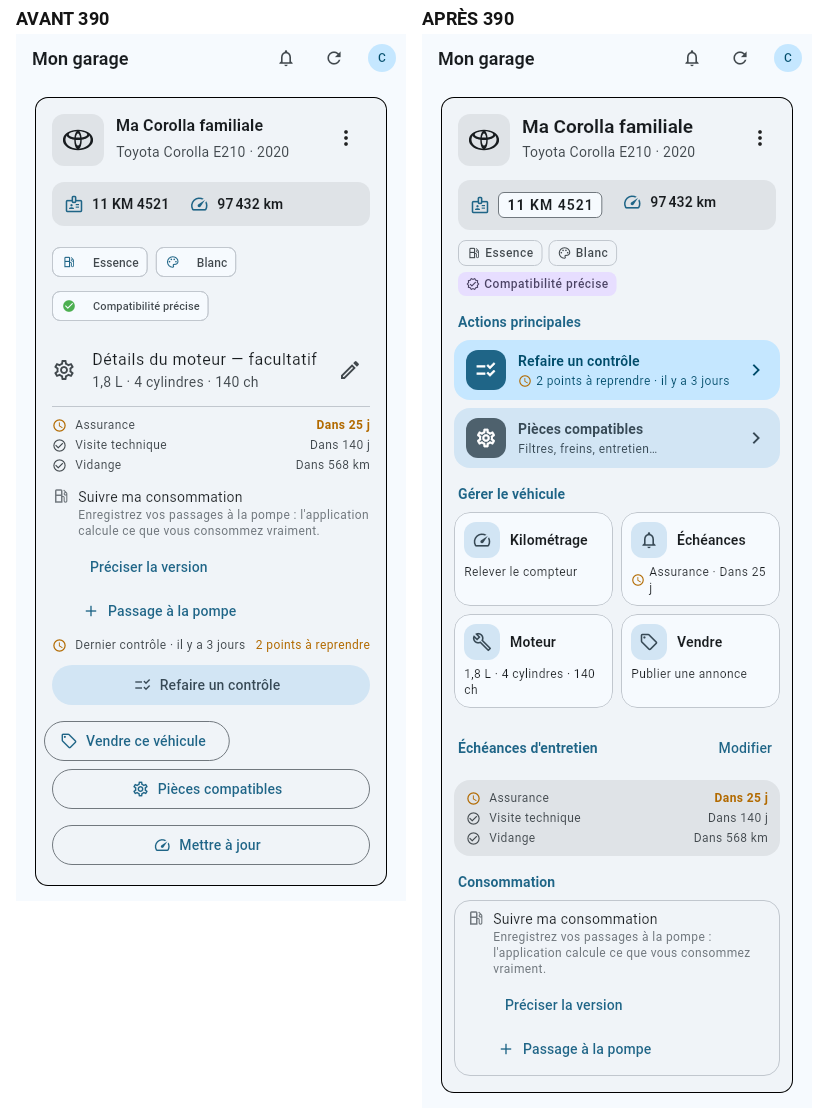 AVANT 390
Mon garage
C
Ma Corolla familiale
Toyota Corolla E210 · 2020
11 KM 4521
97 432 km
Essence
Blanc
Compatibilité précise
Détails du moteur — facultatif
1,8 L · 4 cylindres · 140 ch
Assurance
Dans 25 j
Visite technique
Dans 140 j
Vidange
Dans 568 km
Suivre ma consommation
Enregistrez vos passages à la pompe : l'application
calcule ce que vous consommez vraiment.
Préciser la version
Passage à la pompe
Dernier contrôle · il y a 3 jours
2 points à reprendre
Refaire un contrôle
Vendre ce véhicule
Pièces compatibles
Mettre à jour
APRÈS 390
Mon garage
C
Ma Corolla familiale
Toyota Corolla E210 · 2020
11 KM 4521
97 432 km
Essence
Blanc
Compatibilité précise
Actions principales
Refaire un contrôle
2 points à reprendre · il y a 3 jours
Pièces compatibles
Filtres, freins, entretien…
Gérer le véhicule
Kilométrage
Relever le compteur
Échéances
Assurance · Dans 25
j
Moteur
1,8 L · 4 cylindres · 140
ch
Vendre
Publier une annonce
Échéances d'entretien
Modifier
Assurance
Dans 25 j
Visite technique
Dans 140 j
Vidange
Dans 568 km
Consommation
Suivre ma consommation
Enregistrez vos passages à la pompe :
l'application calcule ce que vous consommez
vraiment.
Préciser la version
Passage à la pompe